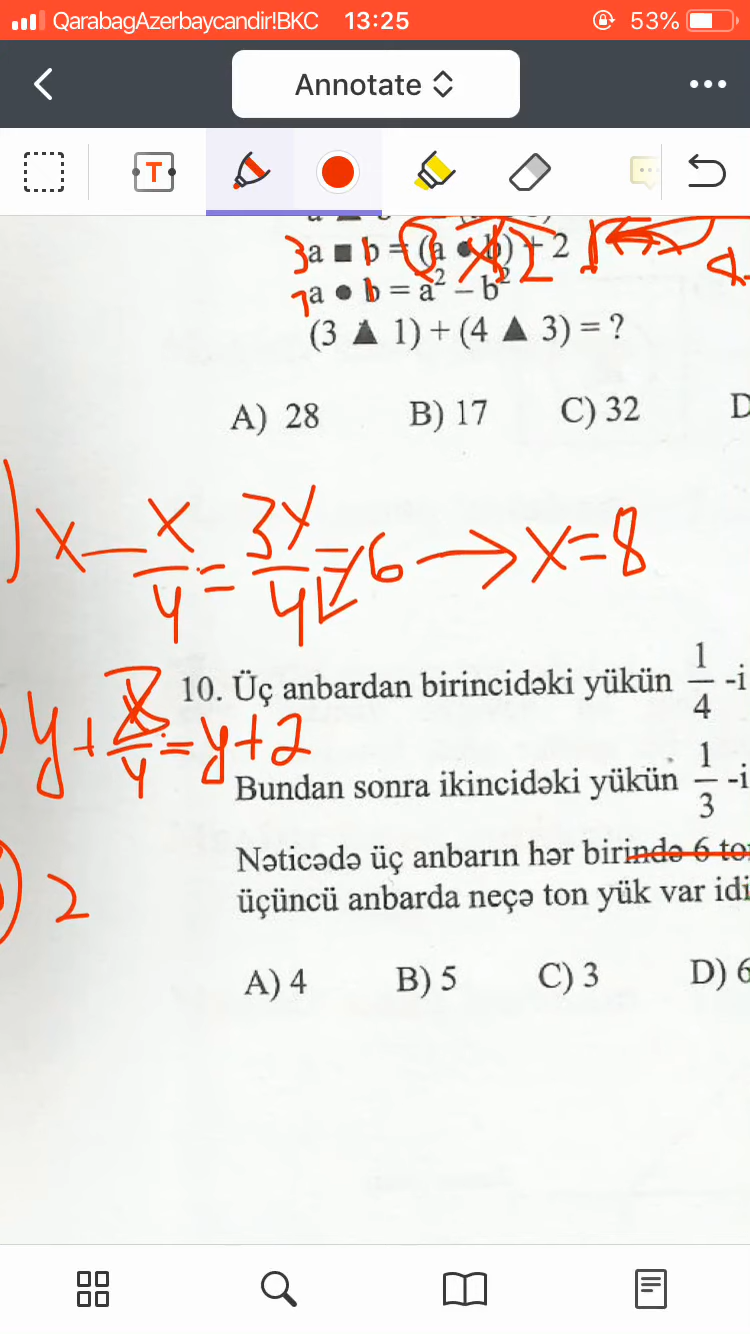 QarabagAzerbaycandir!BKC 13:25 53%
Annotate
T
3a ■ b = (a ● b) + 2
a ● b = a² – b²
(3 ▲ 1) + (4 ▲ 3) = ?
A) 28 B) 17 C) 32 D
x – x/4 = 3x/4 = 6 → x = 8
10. Üç anbardan birincidəki yükün 1/4 -i
y + x/4 = y + 2
Bundan sonra ikincidəki yükün 1/3 -i
Nəticədə üç anbarın hər birində 6 to
üçüncü anbarda neçə ton yük var idi
2
A) 4 B) 5 C) 3 D) 6